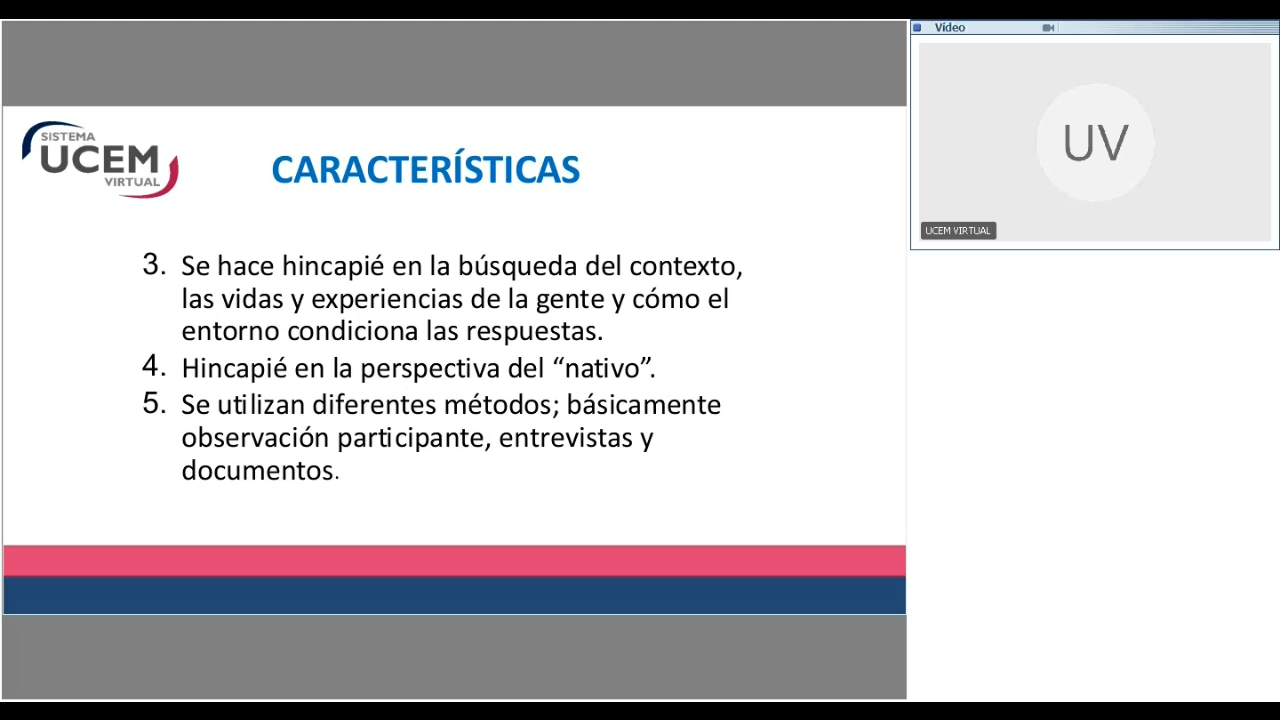 SISTEMA
UCEM
VIRTUAL
CARACTERÍSTICAS
3. Se hace hincapié en la búsqueda del contexto,
las vidas y experiencias de la gente y cómo el
entorno condiciona las respuestas.
4. Hincapié en la perspectiva del “nativo”.
5. Se utilizan diferentes métodos; básicamente
observación participante, entrevistas y
documentos.
Vídeo
UV
UCEM VIRTUAL